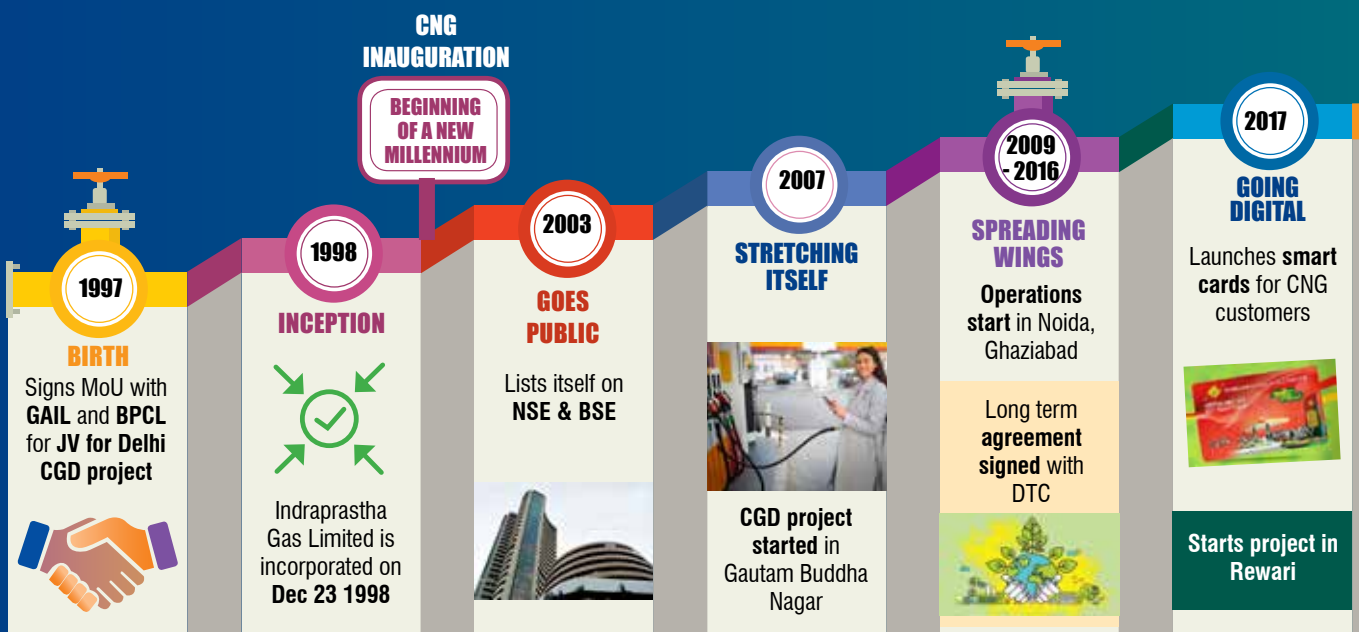 CNG
INAUGURATION
BEGINNING
OF A NEW
MILLENNIUM
1997
BIRTH
Signs MoU with
GAIL and BPCL
for JV for Delhi
CGD project
1998
INCEPTION
Indraprastha
Gas Limited is
incorporated on
Dec 23 1998
2003
GOES
PUBLIC
Lists itself on
NSE & BSE
2007
STRETCHING
ITSELF
CGD project
started in
Gautam Buddha
Nagar
2009
- 2016
SPREADING
WINGS
Operations
start in Noida,
Ghaziabad
Long term
agreement
signed with
DTC
2017
GOING
DIGITAL
Launches smart
cards for CNG
customers
Starts project in
Rewari